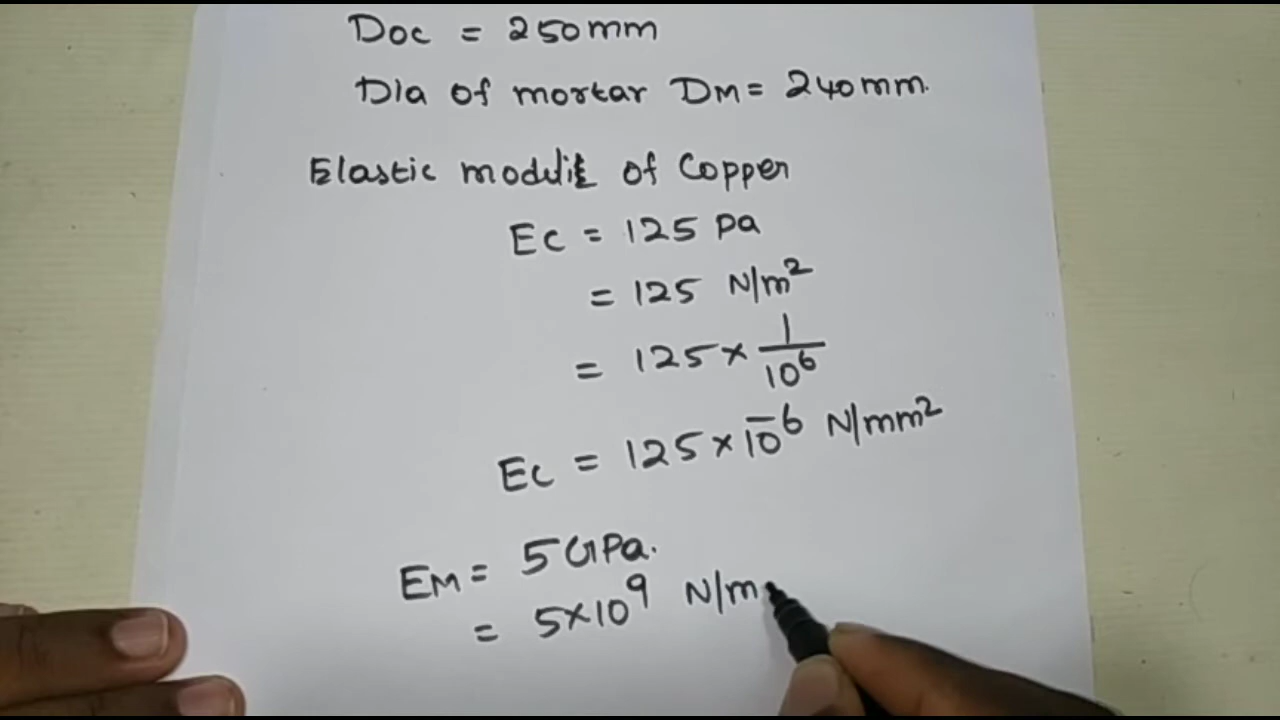 Doc = 250mm
Dia of mortar DM = 240mm.
Elastic moduli of Copper
Ec = 125 Pa
= 125 N/m²
= 125 × 1/10⁶
Ec = 125 × 10⁻⁶ N/mm²
EM = 5 GPa.
= 5×10⁹ N/m